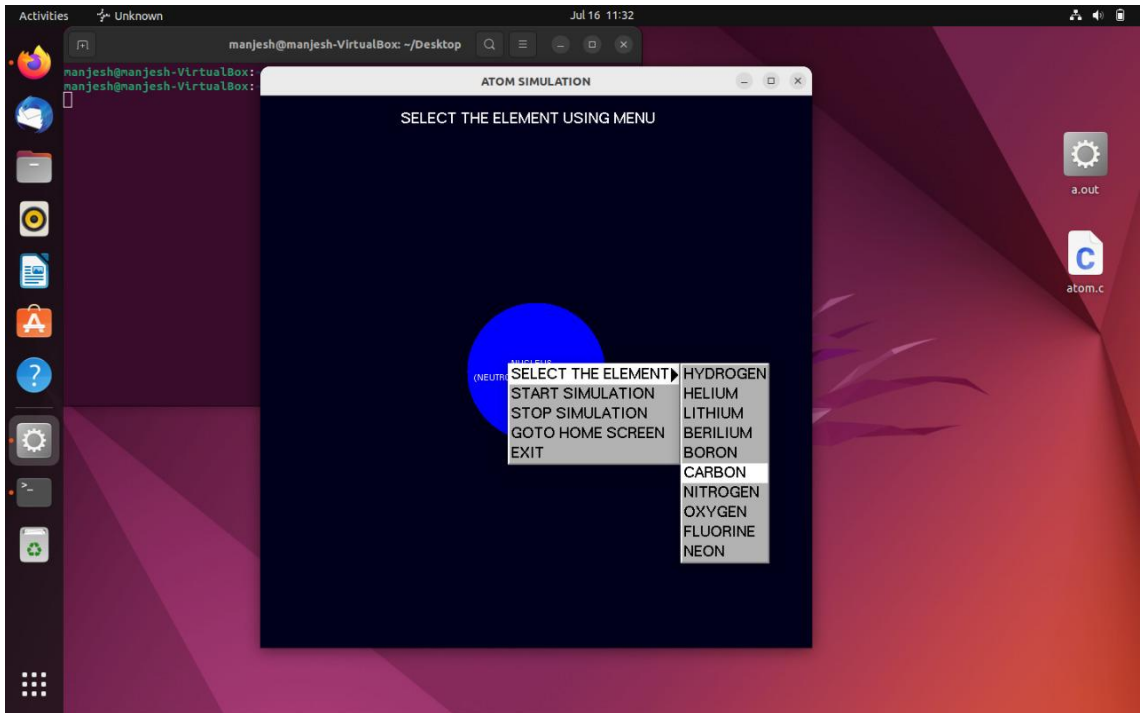 Activities
Unknown
Jul 16 11:32
manjesh@manjesh-VirtualBox: ~/Desktop
manjesh@manjesh-VirtualBox:
manjesh@manjesh-VirtualBox:
ATOM SIMULATION
SELECT THE ELEMENT USING MENU
SELECT THE ELEMENT
START SIMULATION
STOP SIMULATION
GOTO HOME SCREEN
EXIT
HYDROGEN
HELIUM
LITHIUM
BERILIUM
BORON
CARBON
NITROGEN
OXYGEN
FLUORINE
NEON
a.out
C
atom.c